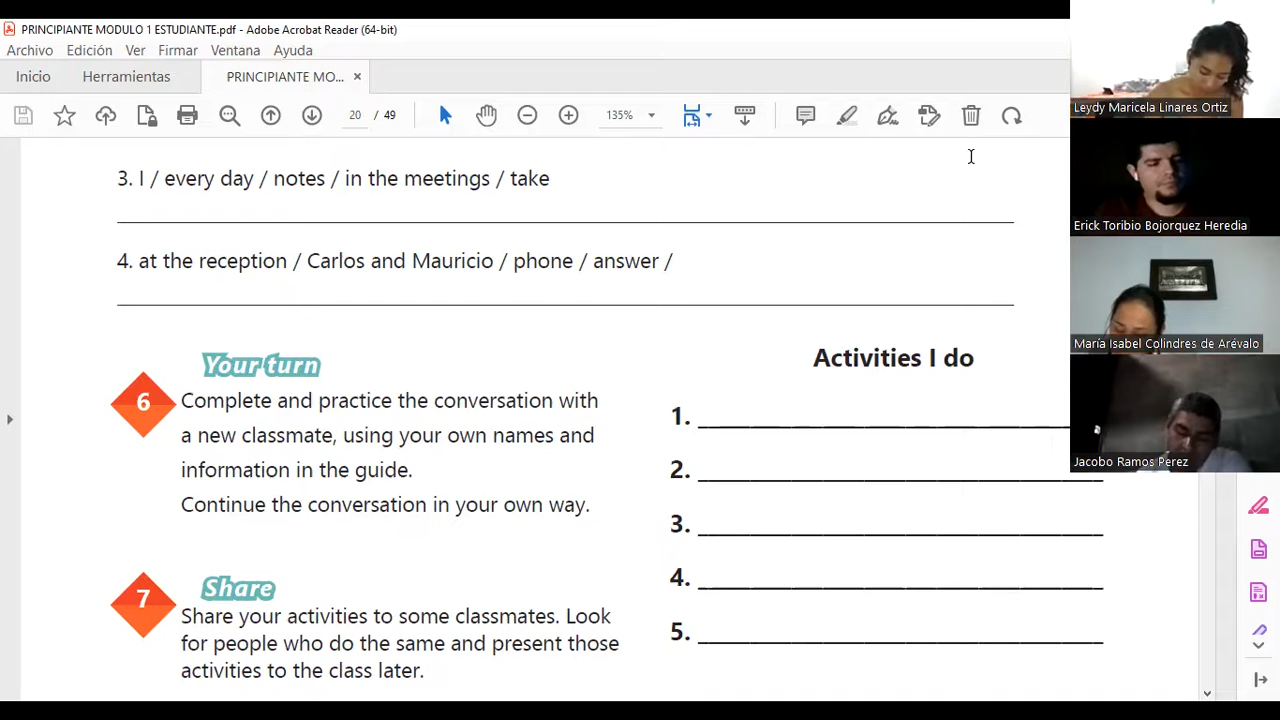 PRINCIPIANTE MODULO 1 ESTUDIANTE.pdf - Adobe Acrobat Reader (64-bit)
Archivo Edición Ver Firmar Ventana Ayuda
Inicio Herramientas PRINCIPIANTE MO... ×
20 / 49 135%
3. I / every day / notes / in the meetings / take
4. at the reception / Carlos and Mauricio / phone / answer /
Your turn
6
Complete and practice the conversation with
a new classmate, using your own names and
information in the guide.
Continue the conversation in your own way.
Share
7
Share your activities to some classmates. Look
for people who do the same and present those
activities to the class later.
Activities I do
1.
2.
3.
4.
5.
Leydy Maricela Linares Ortiz
Erick Toribio Bojorquez Heredia
María Isabel Colindres de Arévalo
Jacobo Ramos Perez